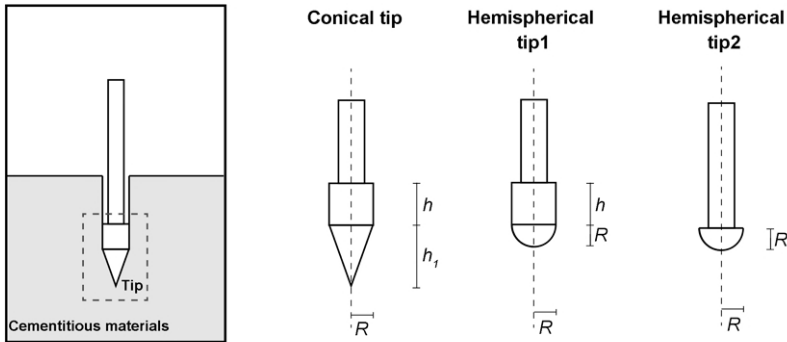 Conical tip
Hemispherical
tip1
Hemispherical
tip2
Tip
Cementitious materials
h
h1
R
h
R
R
R
R